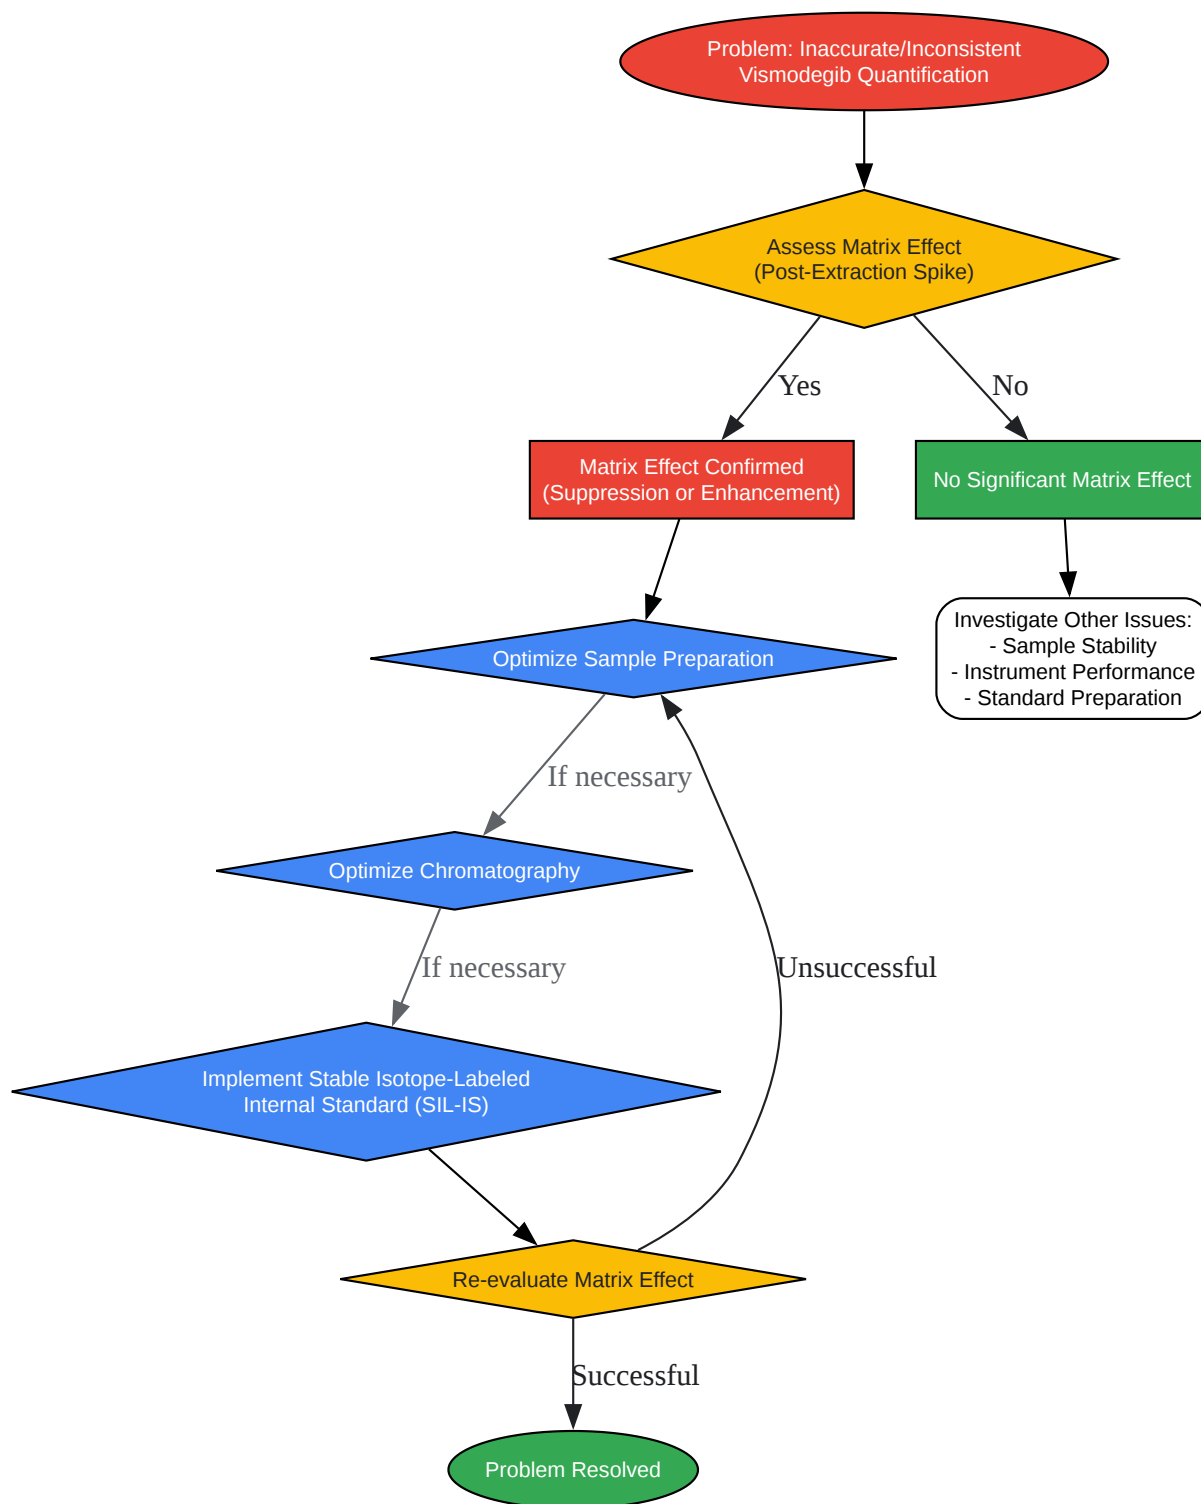 Problem: Inaccurate/Inconsistent
Vismodegib Quantification
Assess Matrix Effect
(Post-Extraction Spike)
Yes
No
Matrix Effect Confirmed
(Suppression or Enhancement)
No Significant Matrix Effect
Investigate Other Issues:
- Sample Stability
- Instrument Performance
- Standard Preparation
Optimize Sample Preparation
If necessary
Optimize Chromatography
If necessary
Unsuccessful
Implement Stable Isotope-Labeled
Internal Standard (SIL-IS)
Re-evaluate Matrix Effect
Successful
Problem Resolved